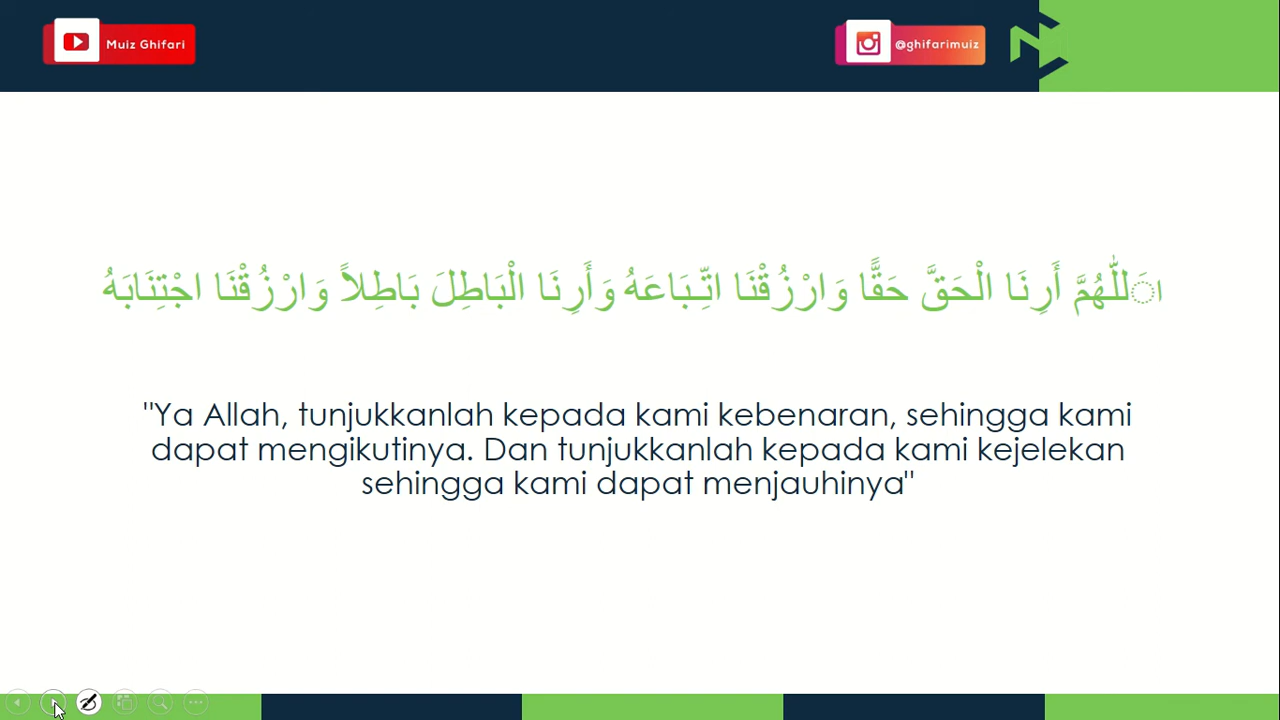 Muiz Ghifari
@ghifarimuiz
اَللّٰهُمَّ أَرِنَا الْحَقَّ حَقًّا وَارْزُقْنَا اتِّـبَاعَهُ وَأَرِنَا الْبَاطِلَ بَاطِلاً وَارْزُقْنَا اجْتِنَابَهُ
"Ya Allah, tunjukkanlah kepada kami kebenaran, sehingga kami
dapat mengikutinya. Dan tunjukkanlah kepada kami kejelekan
sehingga kami dapat menjauhinya"